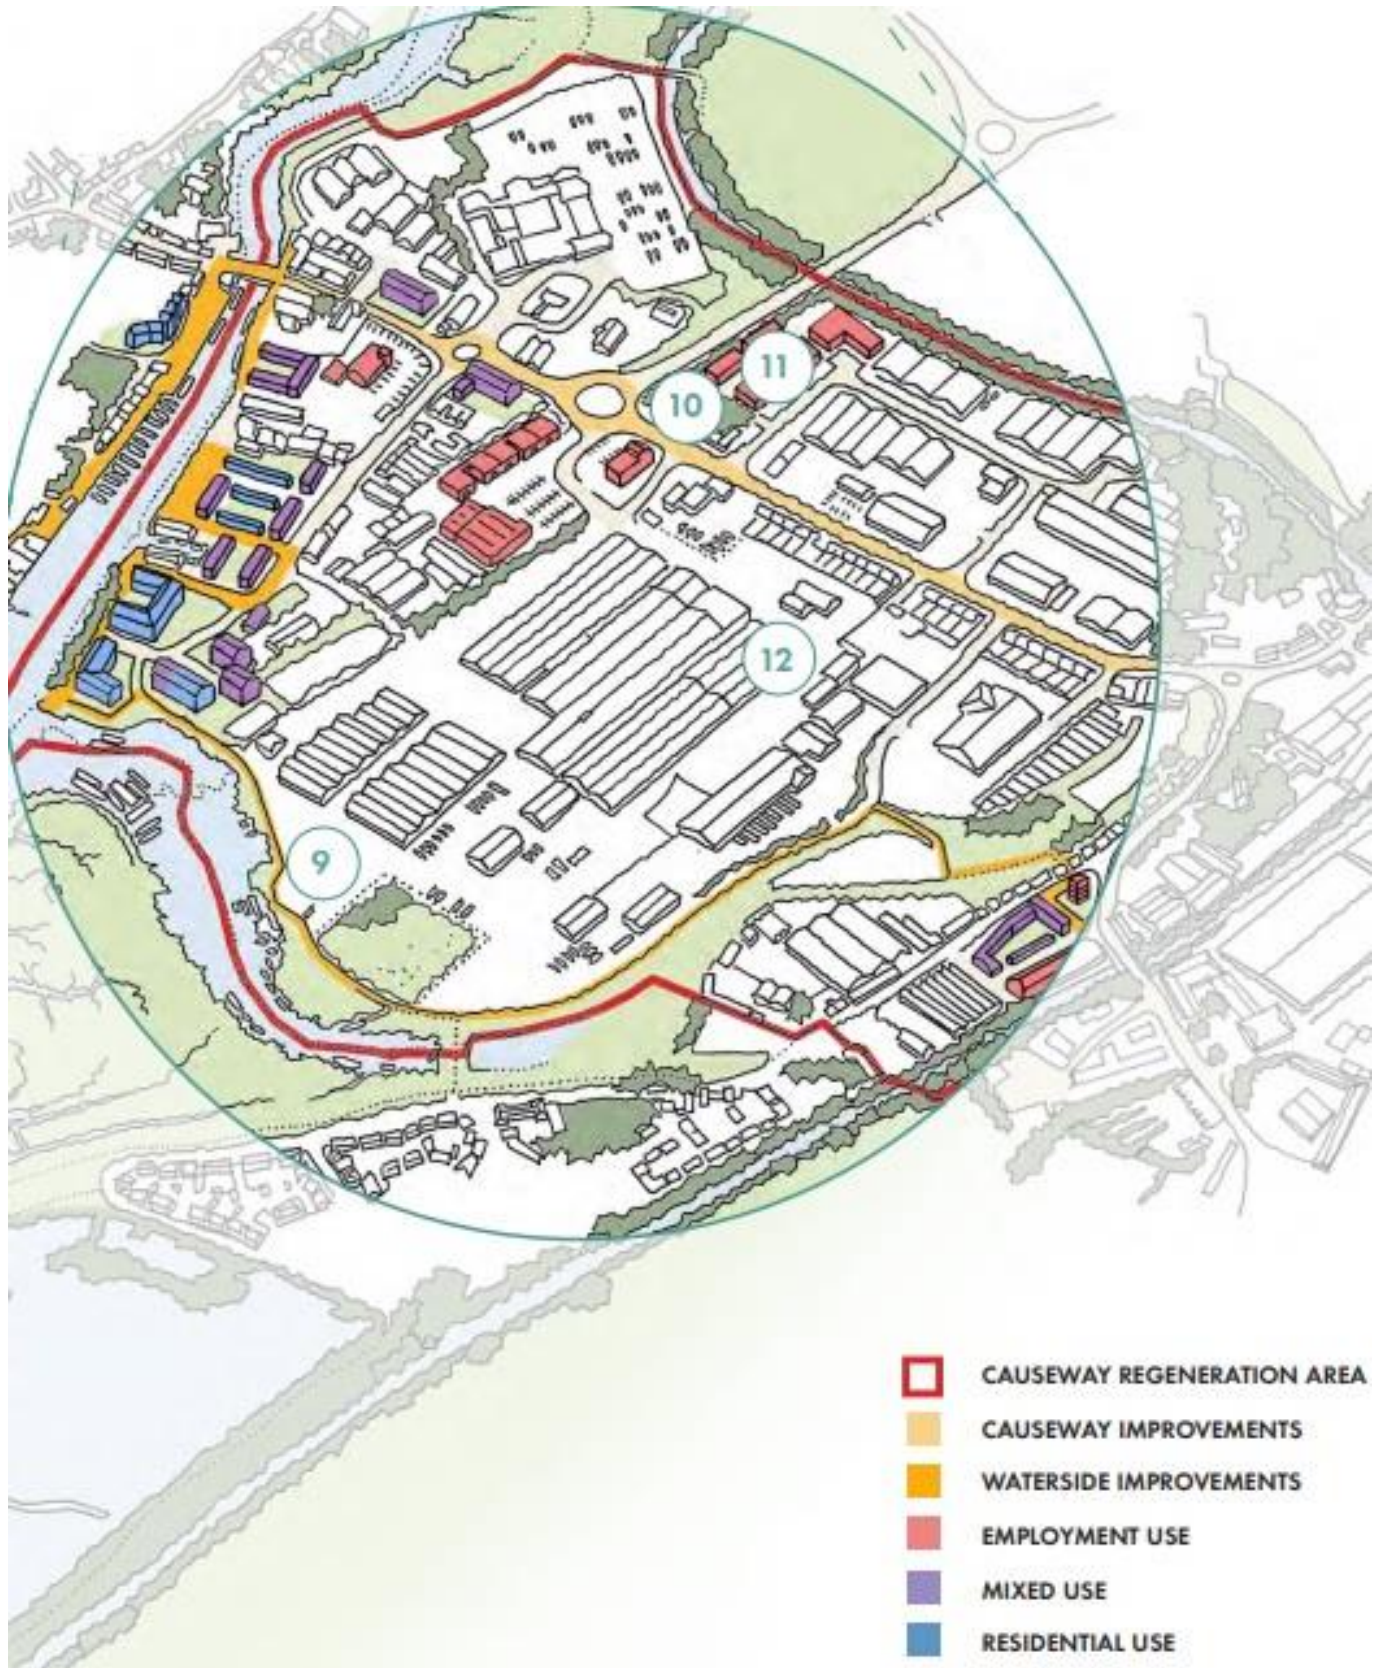 11
10
12
9
CAUSEWAY REGENERATION AREA
CAUSEWAY IMPROVEMENTS
WATERSIDE IMPROVEMENTS
EMPLOYMENT USE
MIXED USE
RESIDENTIAL USE